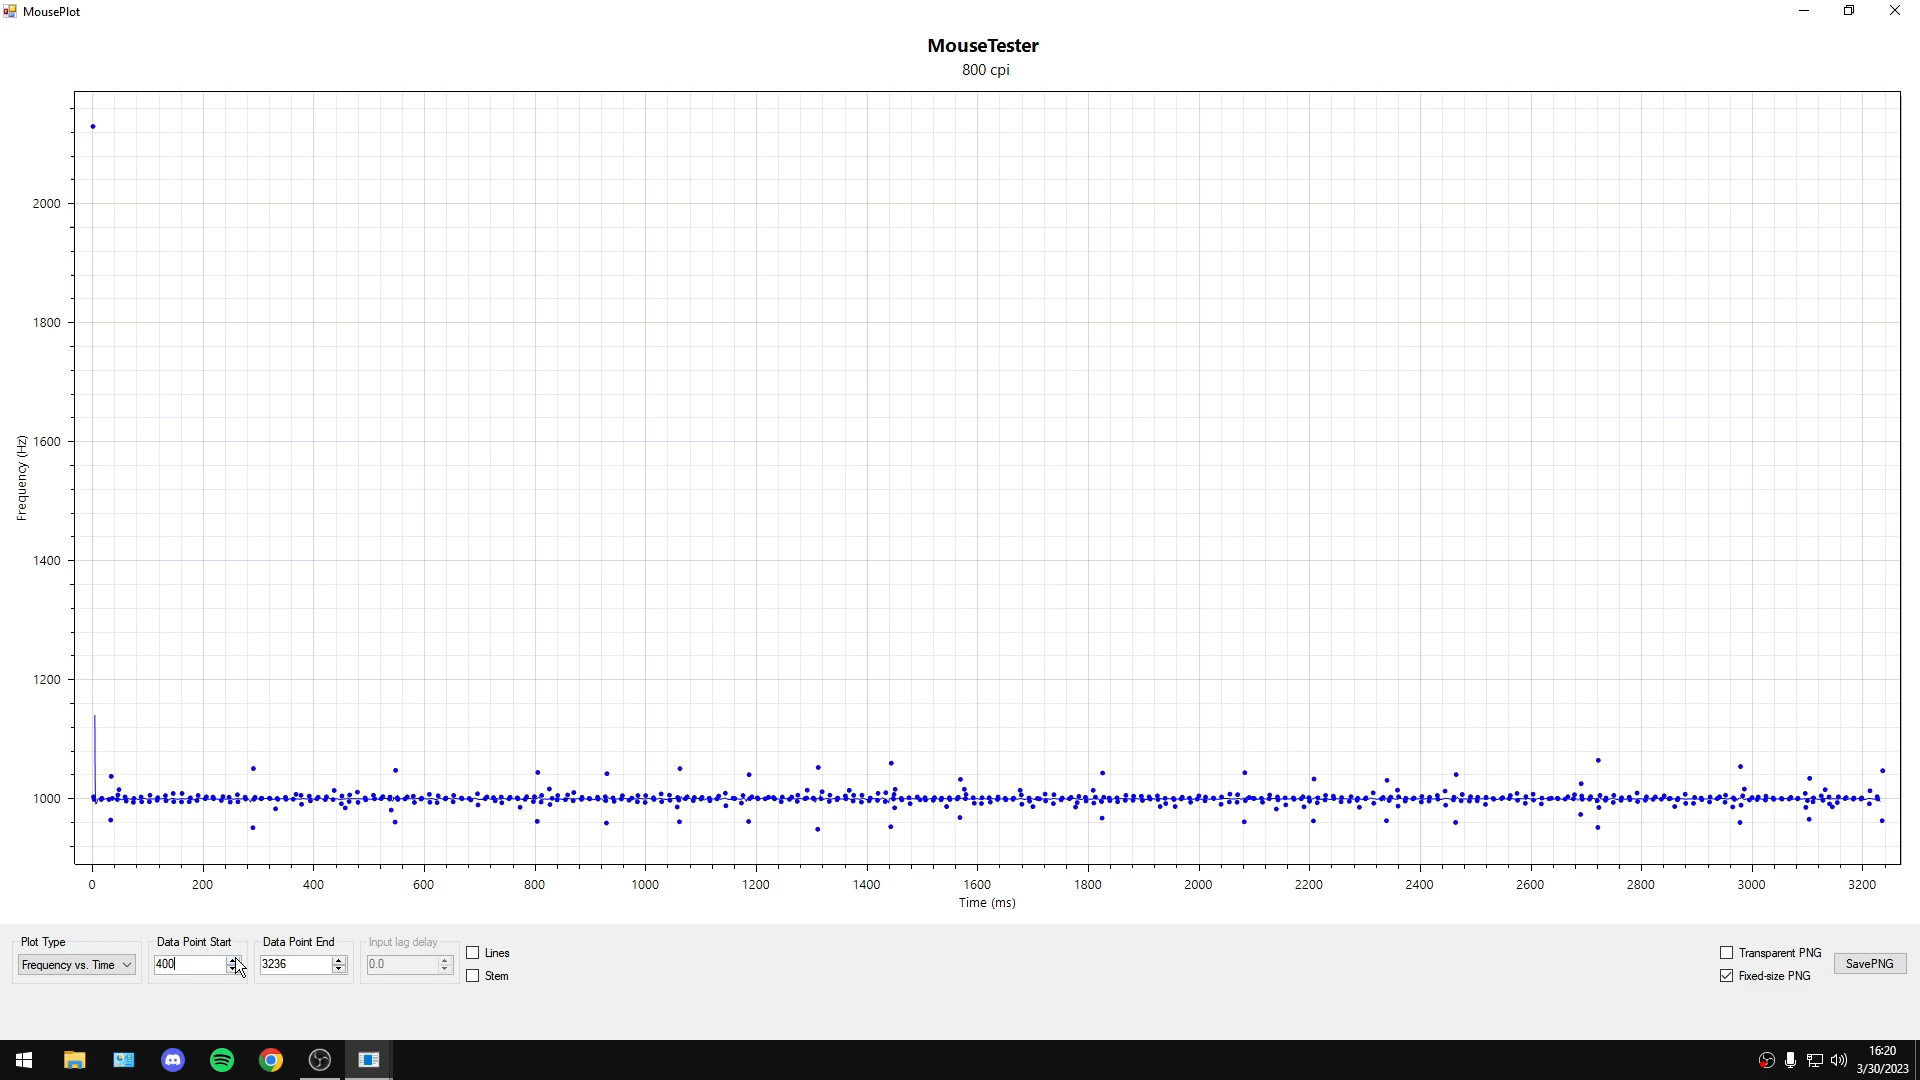 MousePlot
MouseTester
800 cpi
Frequency (Hz)
2000
1800
1600
1400
1200
1000
0 200 400 600 800 1000 1200 1400 1600 1800 2000 2200 2400 2600 2800 3000 3200
Time (ms)
Plot Type Data Point Start Data Point End Input lag delay
Frequency vs. Time 400 3236 0.0
Lines
Stem
Transparent PNG
Fixed-size PNG
SavePNG
16:20
3/30/2023